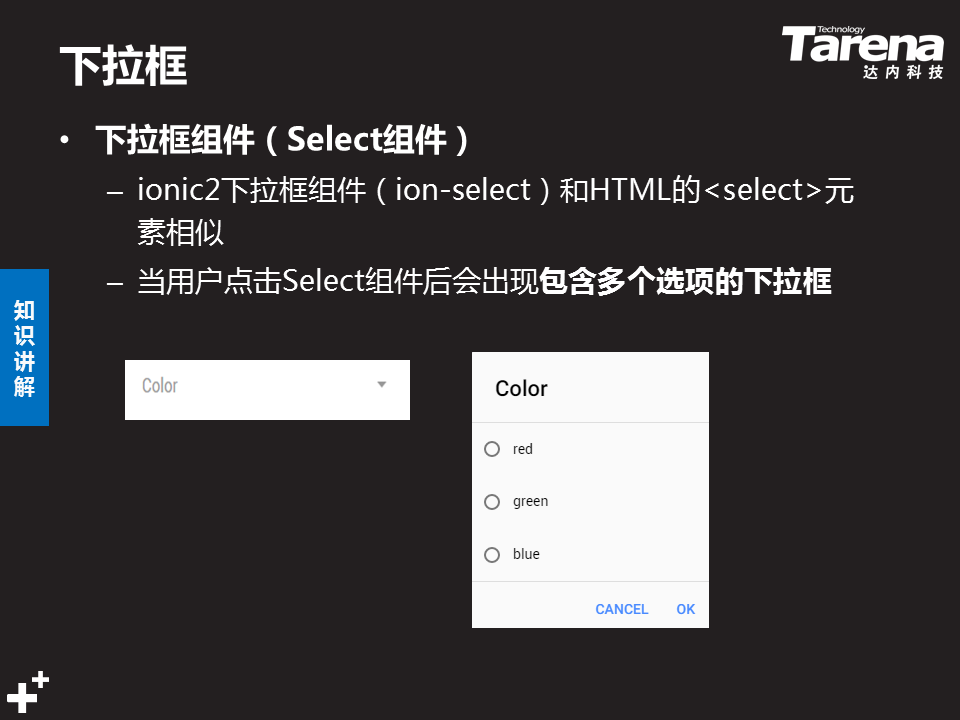 下拉框
Technology
Tarena
达内科技
• 下拉框组件（Select组件）
– ionic2下拉框组件（ion-select）和HTML的<select>元
素相似
– 当用户点击Select组件后会出现包含多个选项的下拉框
知识讲解
Color
Color
red
green
blue
CANCEL OK